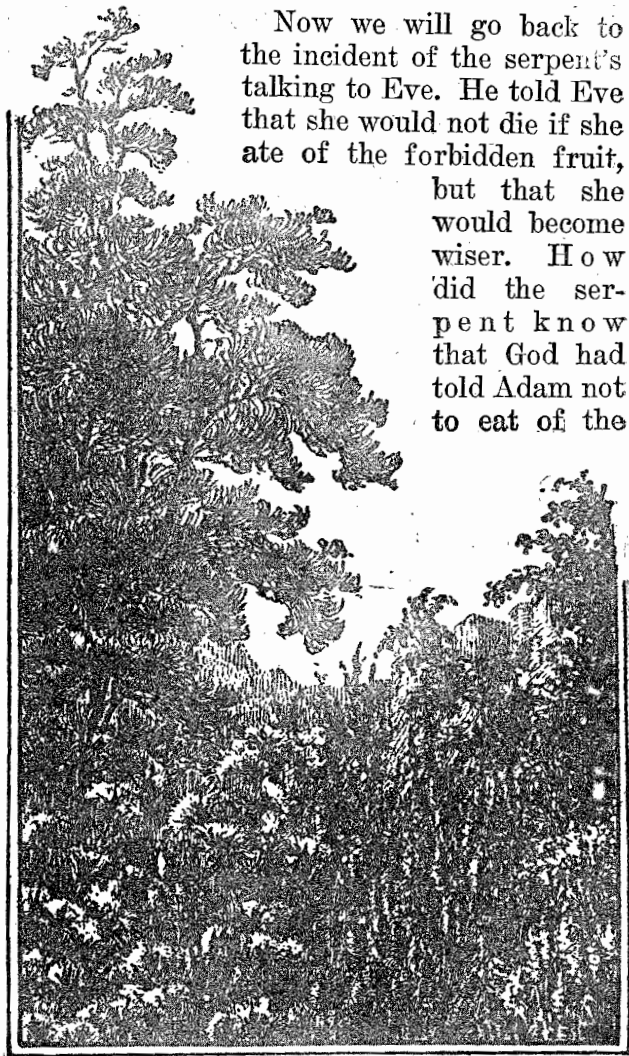 Now we will go back to
the incident of the serpent's
talking to Eve. He told Eve
that she would not die if she
ate of the forbidden fruit,
but that she
would become
wiser. How
did the ser-
pent know
that God had
told Adam not
to eat of the